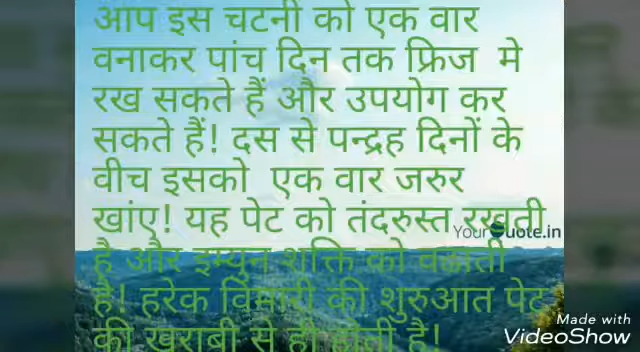 आप इस चटनी को एक वार
वनाकर पांच दिन तक फ्रिज मे
रख सकते हैं और उपयोग कर
सकते हैं! दस से पन्द्रह दिनों के
वीच इसको एक वार जरुर
खांए! यह पेट को तंदरुस्त रखती
YourQuote.in
है और इम्युन शक्ति को वढाती
है! हरेक विमारी की शुरुआत पेट
की खराबी से ही होती है!
Made with
VideoShow